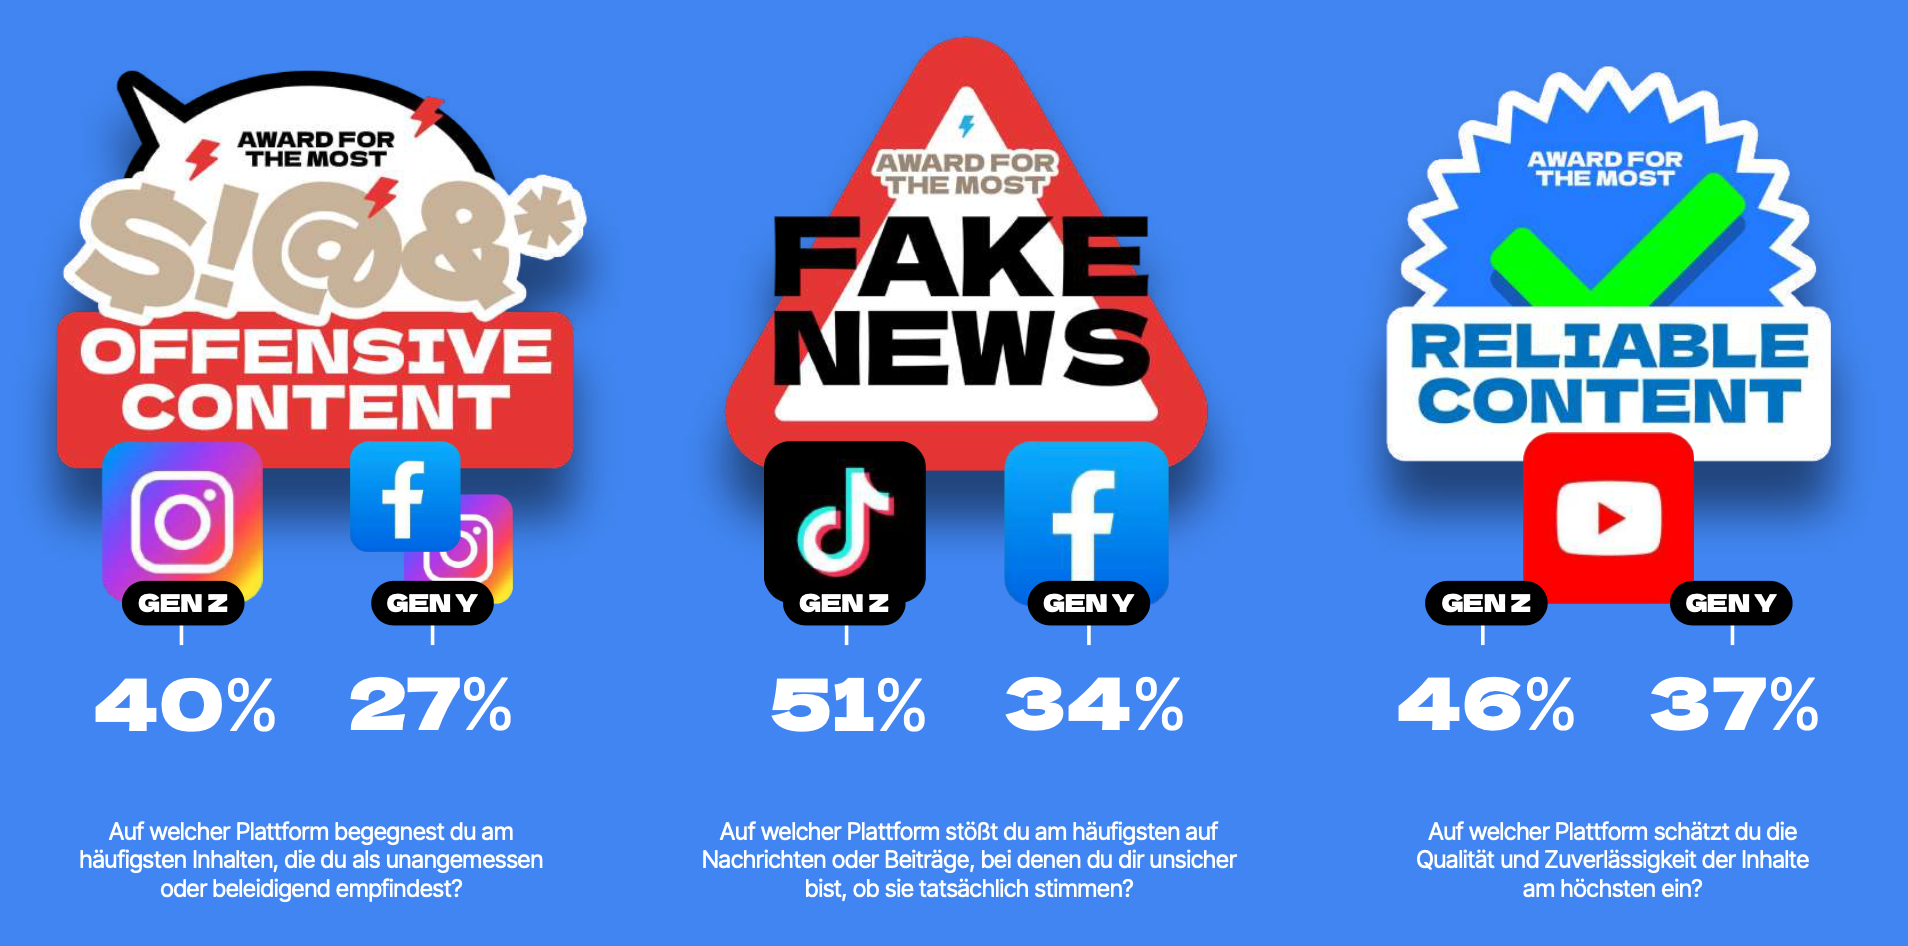 AWARD FOR
THE MOST
$!@&*
OFFENSIVE
CONTENT
GEN Z
GEN Y
40%
27%
Auf welcher Plattform begegnest du am
häufigsten Inhalten, die du als unangemessen
oder beleidigend empfindest?
AWARD FOR
THE MOST
FAKE
NEWS
GEN Z
GEN Y
51%
34%
Auf welcher Plattform stößt du am häufigsten auf
Nachrichten oder Beiträge, bei denen du dir unsicher
bist, ob sie tatsächlich stimmen?
AWARD FOR
THE MOST
RELIABLE
CONTENT
GEN Z
GEN Y
46%
37%
Auf welcher Plattform schätzt du die
Qualität und Zuverlässigkeit der Inhalte
am höchsten ein?